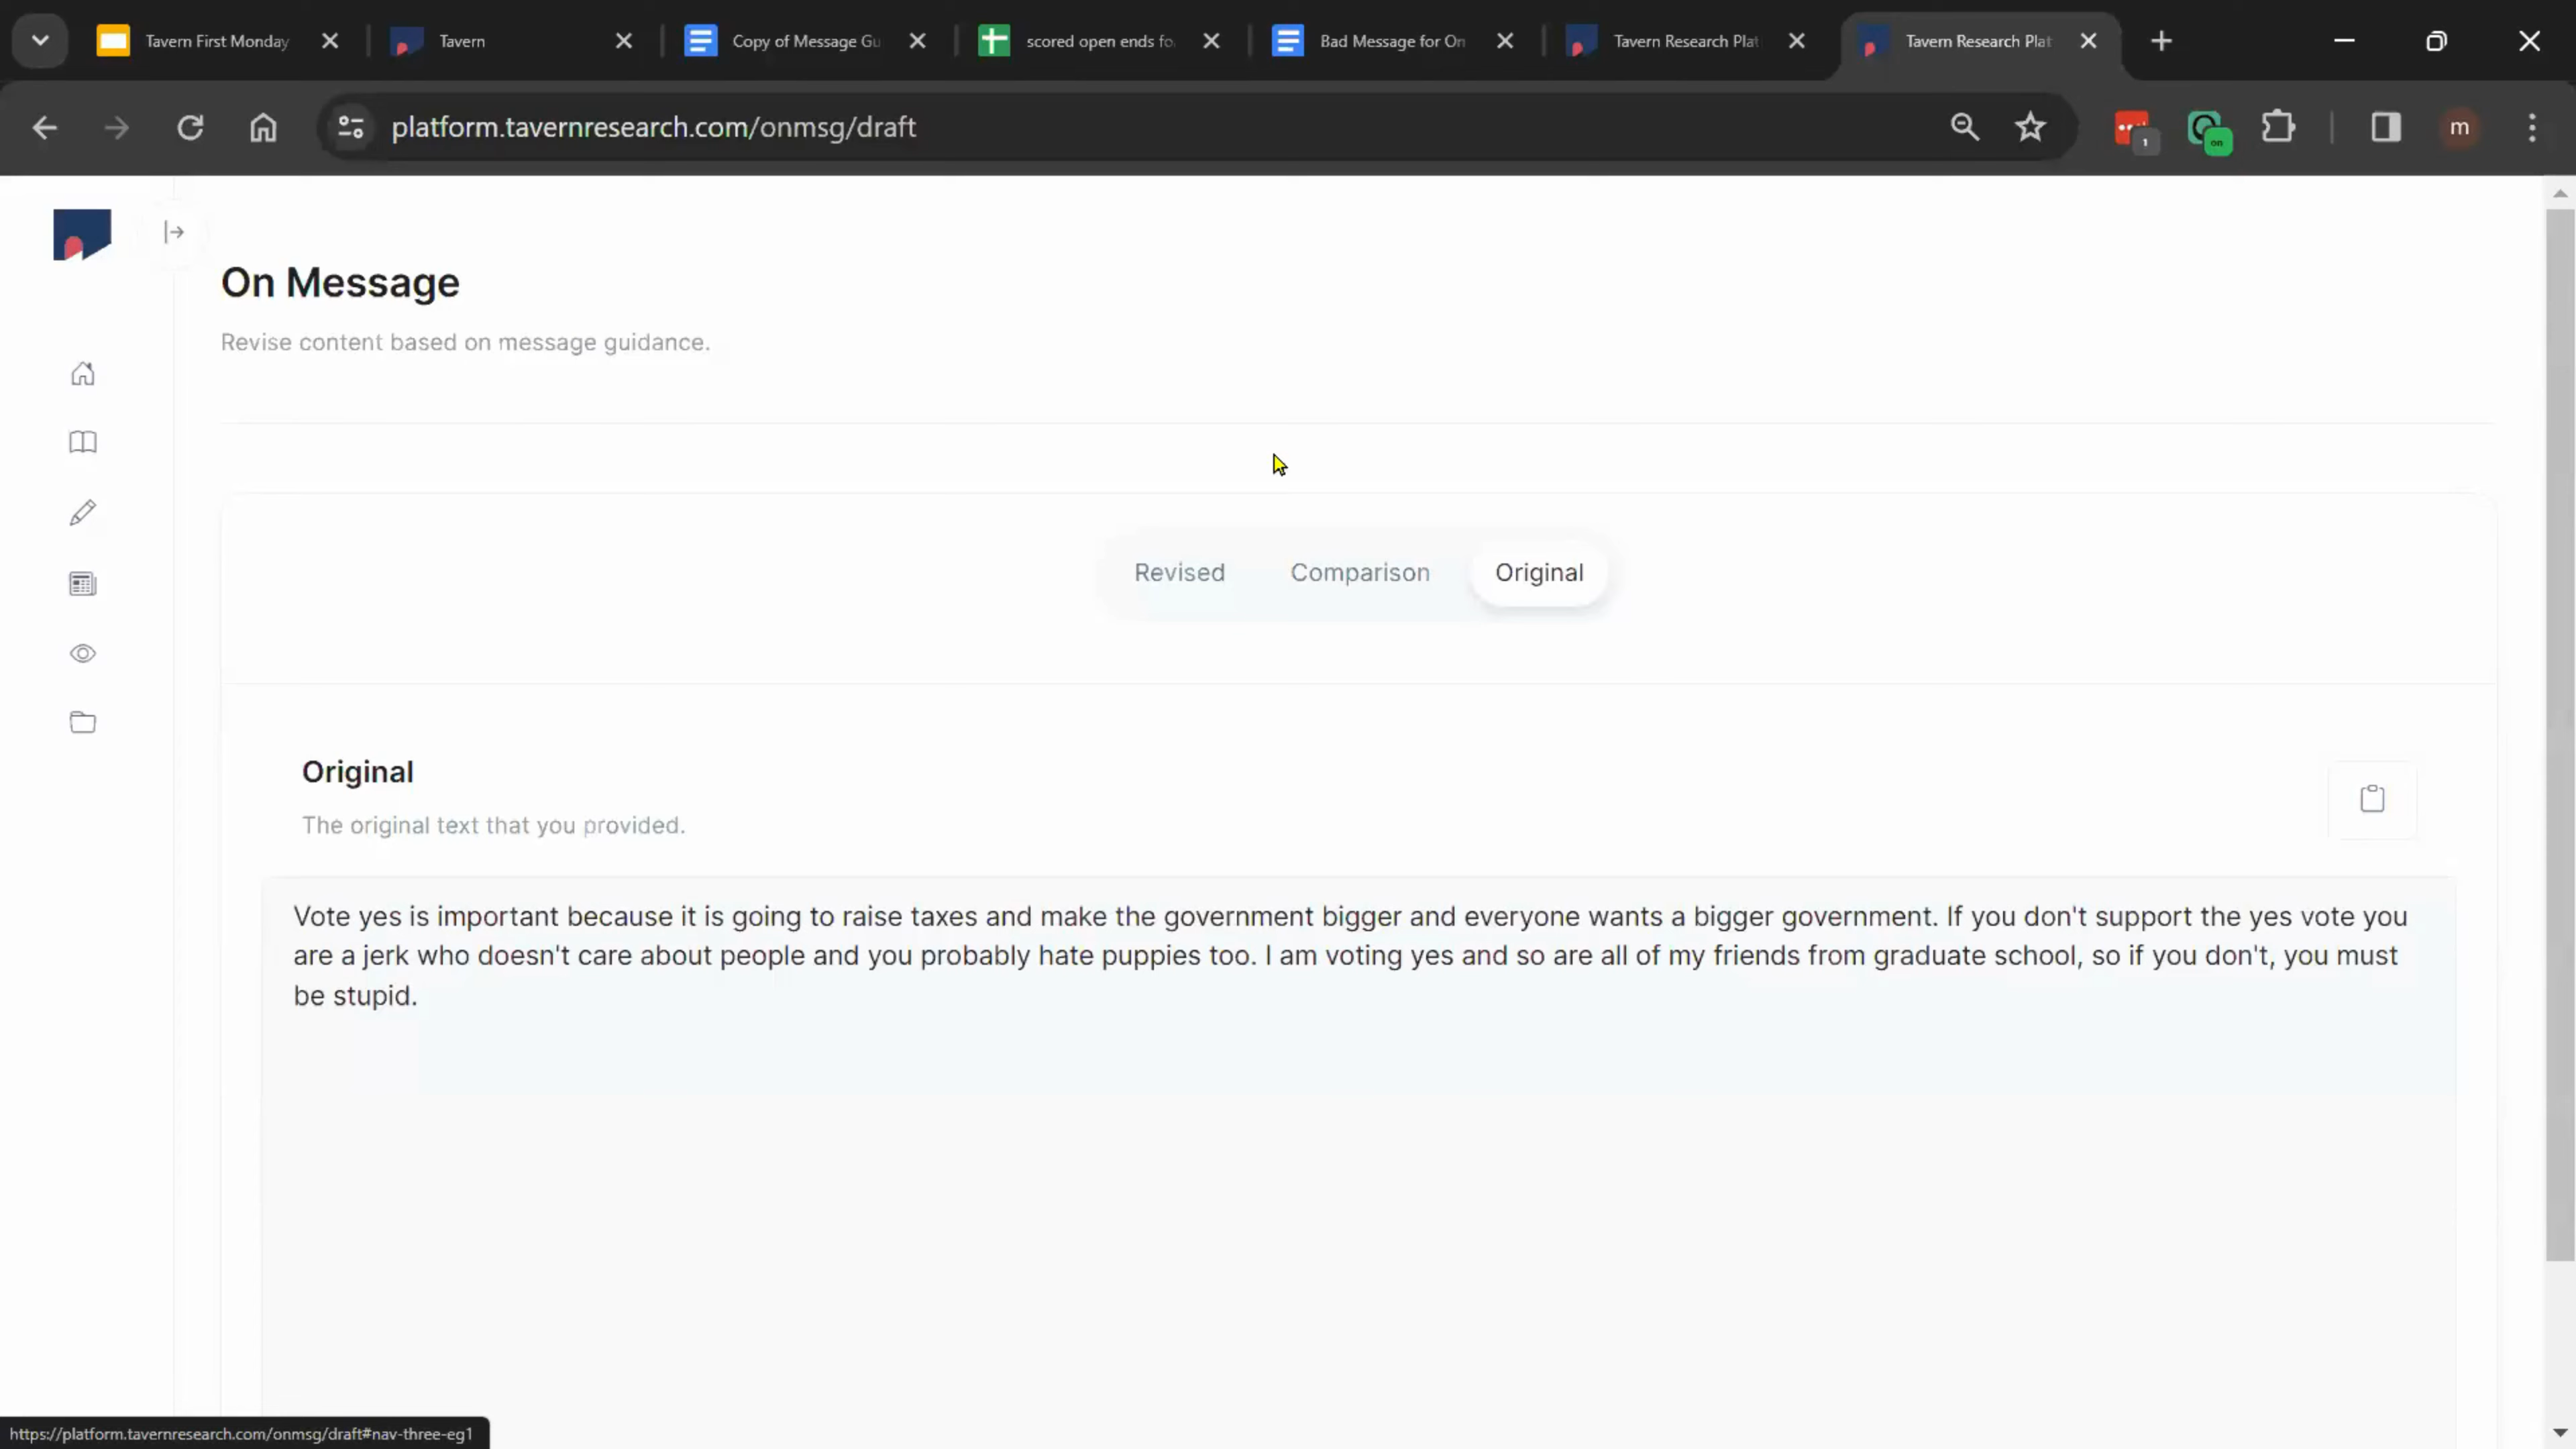 Tavern First Monday
Tavern
Copy of Message Gu
scored open ends fo
Bad Message for On
Tavern Research Plat
Tavern Research Plat
platform.tavernresearch.com/onmsg/draft
1
on
m
On Message
Revise content based on message guidance.
Revised
Comparison
Original
Original
The original text that you provided.
Vote yes is important because it is going to raise taxes and make the government bigger and everyone wants a bigger government. If you don't support the yes vote you
are a jerk who doesn't care about people and you probably hate puppies too. I am voting yes and so are all of my friends from graduate school, so if you don't, you must
be stupid.
https://platform.tavernresearch.com/onmsg/draft#nav-three-eg1